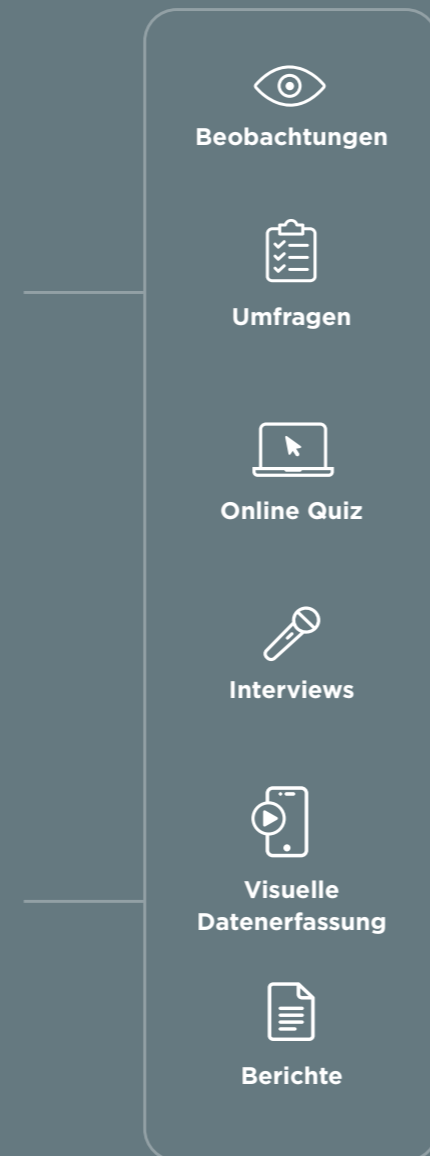 Beobachtungen
Umfragen
Online Quiz
Interviews
Visuelle
Datenerfassung
Berichte